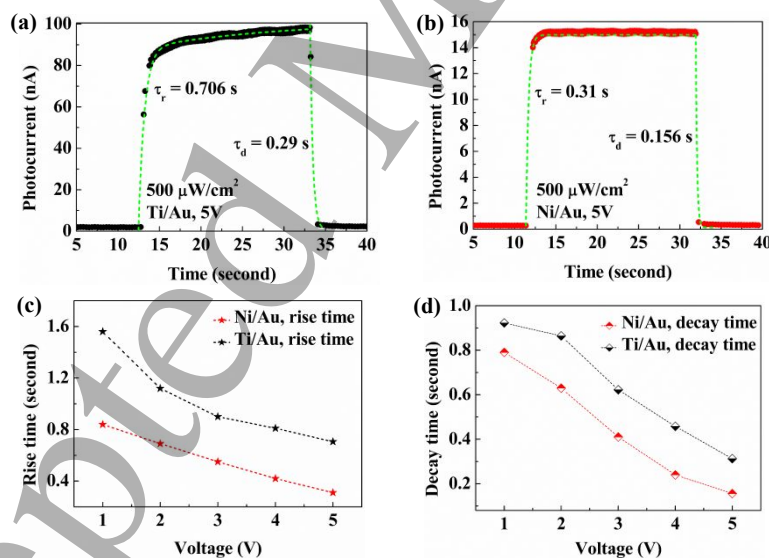 (a)
100
80
60
40
20
0
Photocurrent (nA)
τr = 0.706 s
τd = 0.29 s
500 μW/cm2
Ti/Au, 5V
5 10 15 20 25 30 35 40
Time (second)
(b)
16
14
12
10
8
6
4
2
0
Photocurrent (nA)
τr = 0.31 s
τd = 0.156 s
500 μW/cm2
Ni/Au, 5V
5 10 15 20 25 30 35 40
Time (second)
(c)
1.6
1.2
0.8
0.4
Rise time (second)
Ni/Au, rise time
Ti/Au, rise time
1 2 3 4 5
Voltage (V)
(d)
1.0
0.8
0.6
0.4
0.2
Decay time (second)
Ni/Au, decay time
Ti/Au, decay time
1 2 3 4 5
Voltage (V)